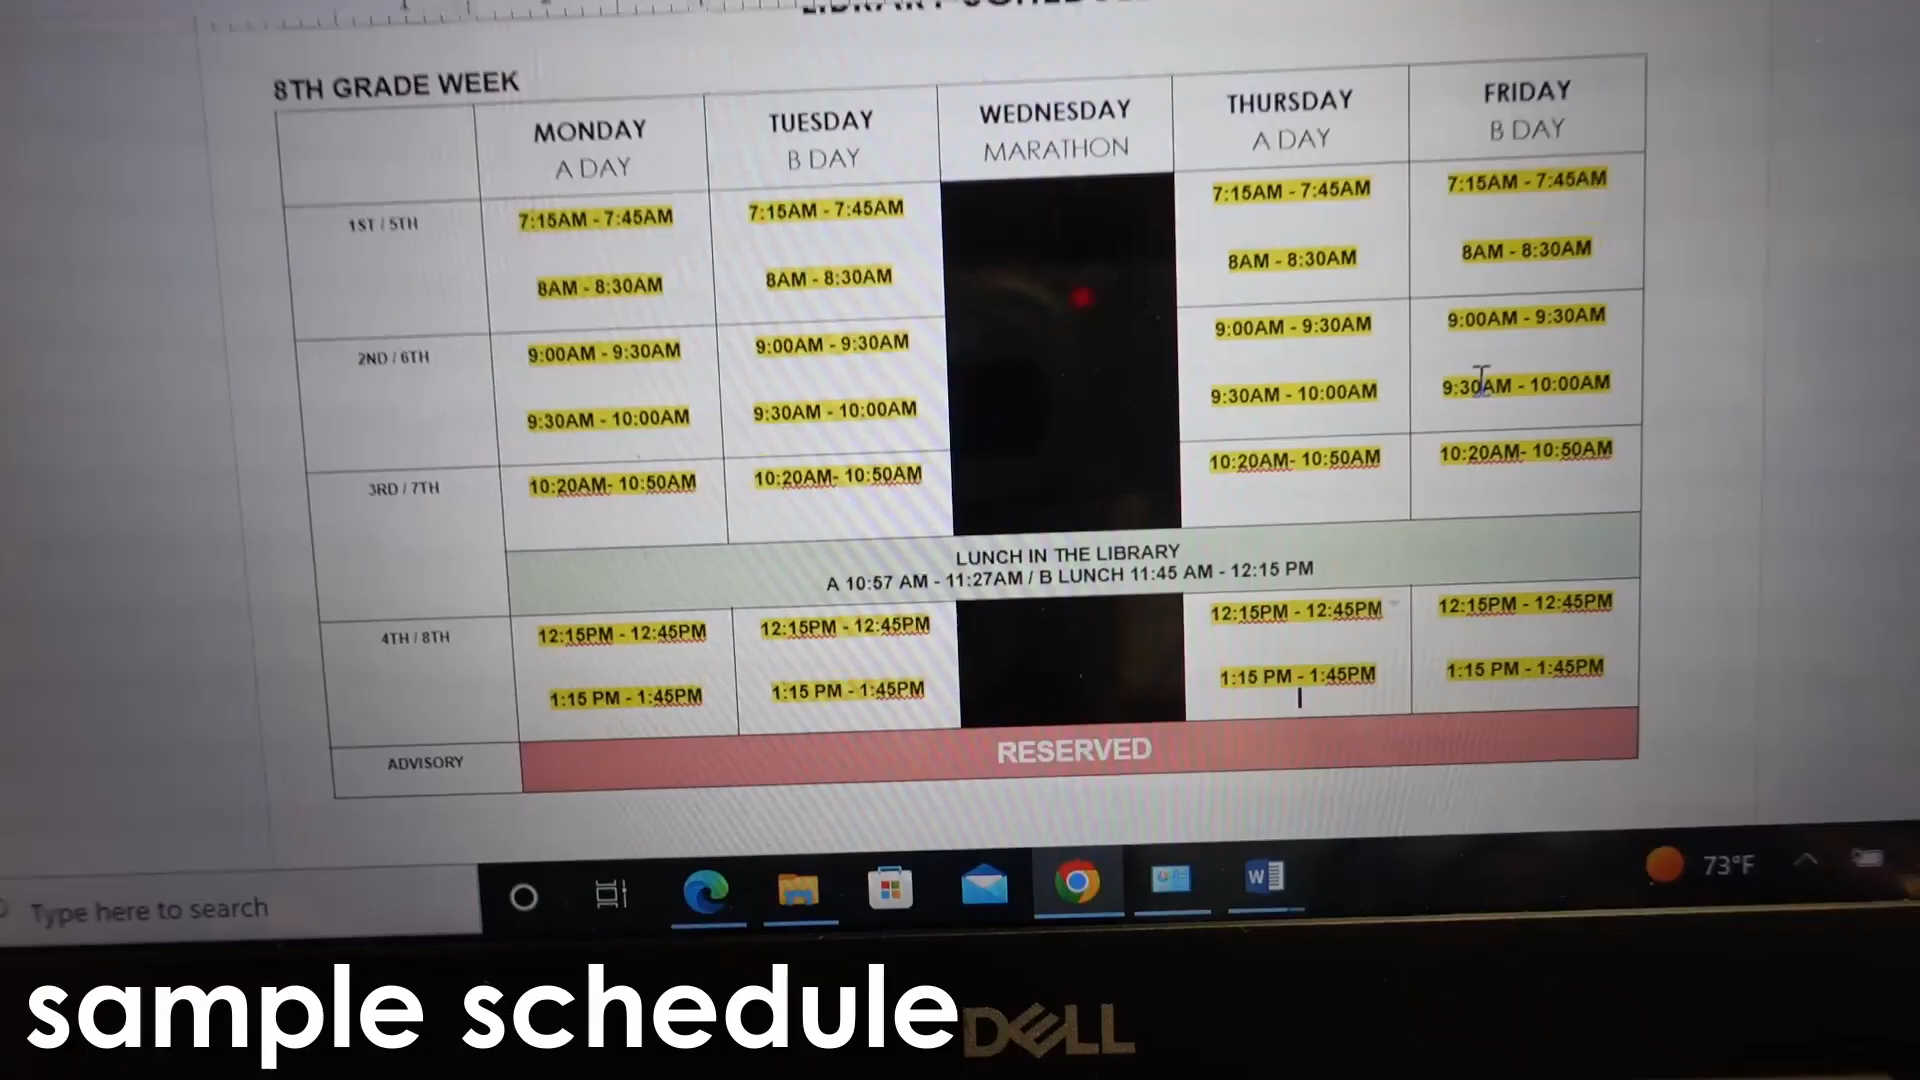 LIBRARY SCHEDULE
8TH GRADE WEEK
MONDAY TUESDAY WEDNESDAY THURSDAY FRIDAY
A DAY B DAY MARATHON A DAY B DAY
1ST / 5TH 7:15AM - 7:45AM 7:15AM - 7:45AM 7:15AM - 7:45AM 7:15AM - 7:45AM
8AM - 8:30AM 8AM - 8:30AM 8AM - 8:30AM 8AM - 8:30AM
2ND / 6TH 9:00AM - 9:30AM 9:00AM - 9:30AM 9:00AM - 9:30AM 9:00AM - 9:30AM
9:30AM - 10:00AM 9:30AM - 10:00AM 9:30AM - 10:00AM 9:30AM - 10:00AM
3RD / 7TH 10:20AM- 10:50AM 10:20AM- 10:50AM 10:20AM- 10:50AM 10:20AM- 10:50AM
LUNCH IN THE LIBRARY
A 10:57 AM - 11:27AM / B LUNCH 11:45 AM - 12:15 PM
4TH / 8TH 12:15PM - 12:45PM 12:15PM - 12:45PM 12:15PM - 12:45PM 12:15PM - 12:45PM
1:15 PM - 1:45PM 1:15 PM - 1:45PM 1:15 PM - 1:45PM 1:15 PM - 1:45PM
ADVISORY RESERVED
Type here to search
73°F
sample schedule
DELL